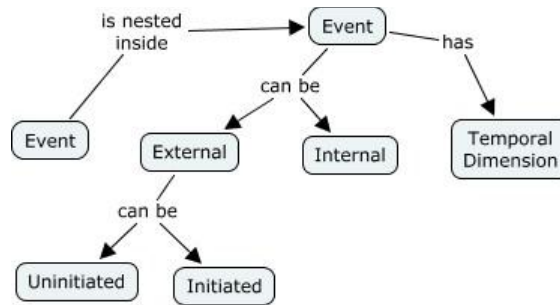 is nested
inside
Event
has
can be
Event
External
Internal
Temporal
Dimension
can be
Uninitiated
Initiated